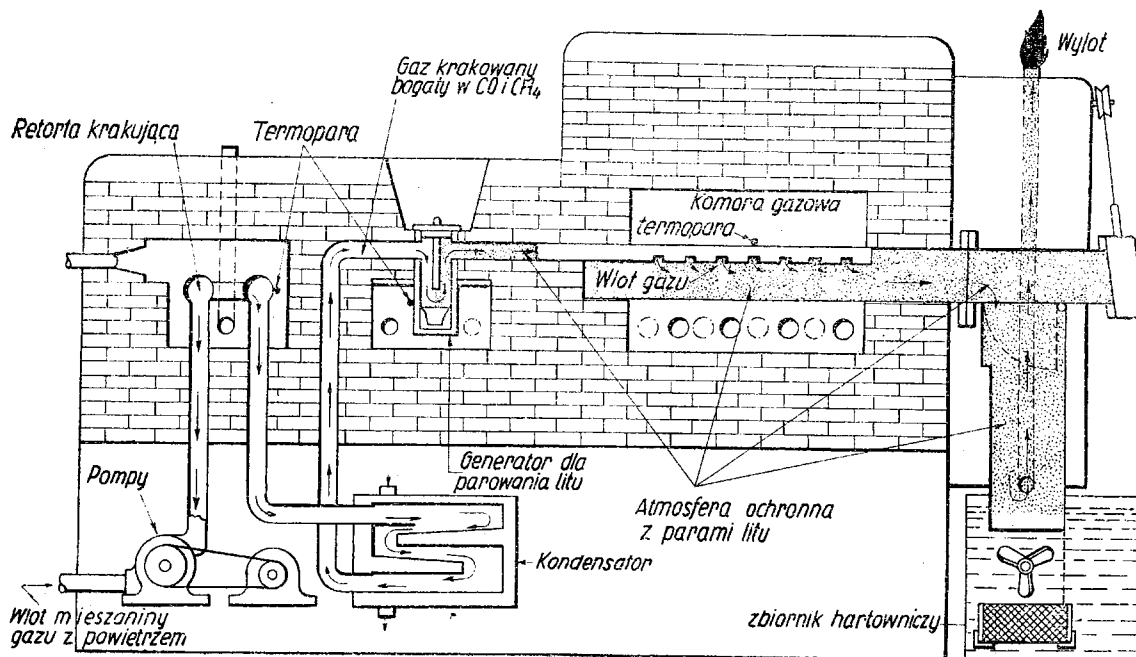 Wylot
Gaz krakowany
bogaty w CO i CH₄
Retorta krakująca
Termopara
Komora gazowa
termopara
Wlot gazu
Generator dla
parowania litu
Pompy
Atmosfera ochronna
z parami litu
Kondensator
Wlot mieszaniny
gazu z powietrzem
zbiornik hartowniczy